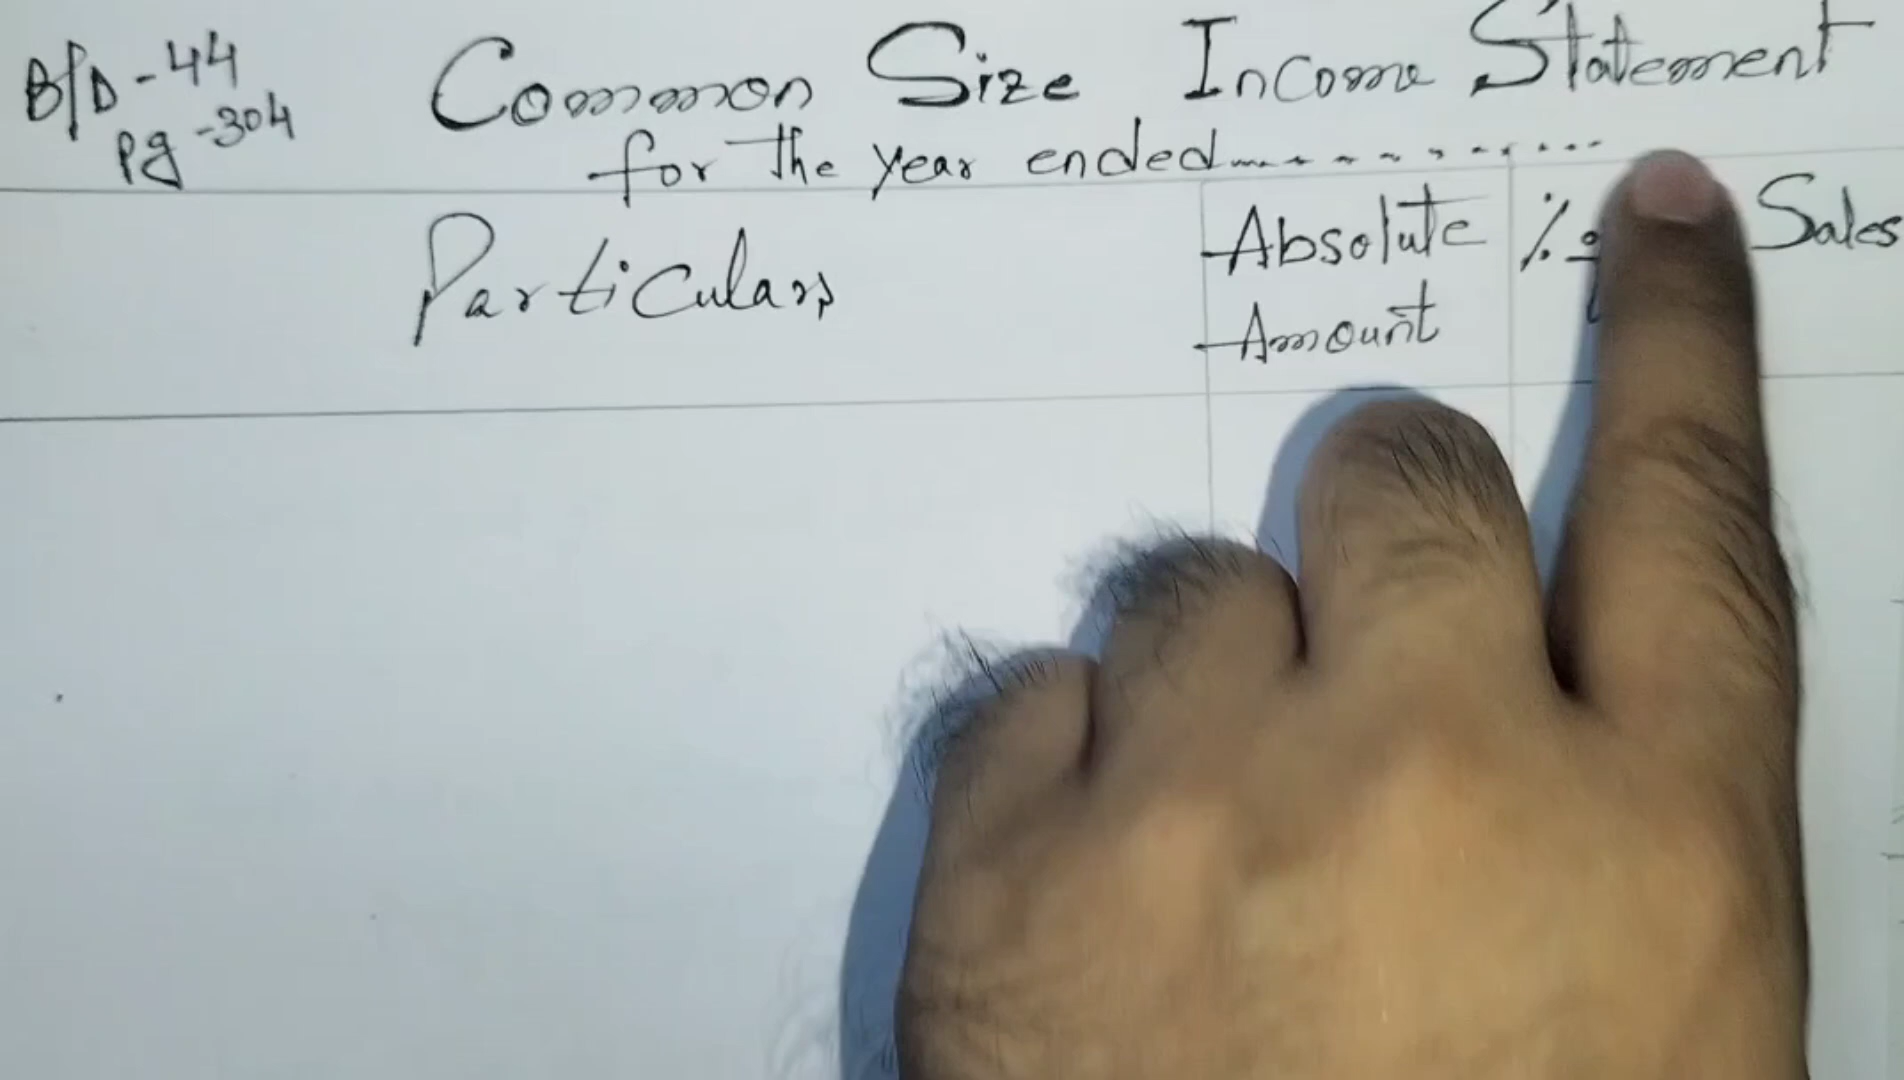 B/D-44
Pg-304
Common Size Income Statement
for the year ended..............
Particulars
Absolute
Amount
% Sales